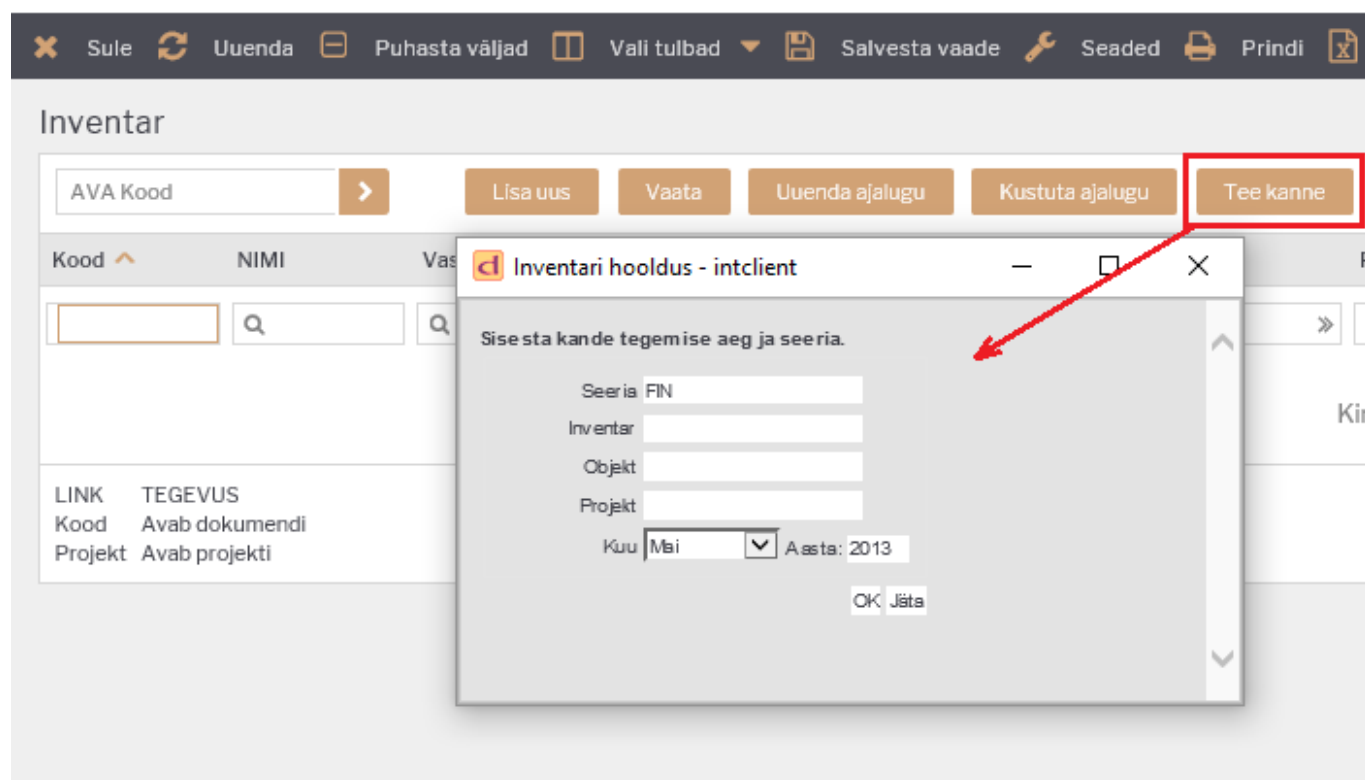 Sule Uuenda Puhasta väljad Vali tulbad Salvesta vaade Seaded Prindi
Inventar
AVA Kood Lisa uus Vaata Uuenda ajalugu Kustuta ajalugu Tee kanne
Kood NIMI Vas
Inventari hooldus - intclient
Sisesta kande tegemise aeg ja seeria.
Seeria FIN
Inventar
Objekt
Projekt
Kuu Mai Aasta: 2013
OK Jäta
Kir
LINK TEGEVUS
Kood Avab dokumendi
Projekt Avab projekti